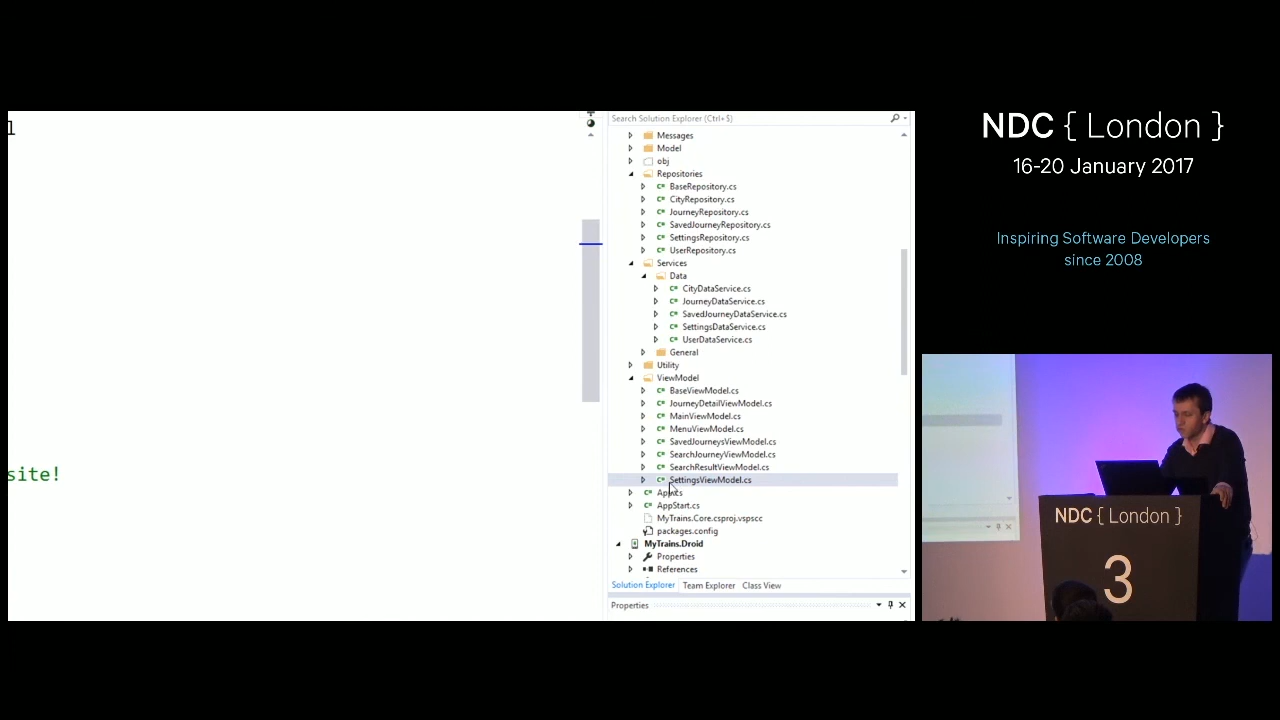 l
site!
Search Solution Explorer (Ctrl+$)
Messages
Model
obj
Repositories
BaseRepository.cs
CityRepository.cs
JourneyRepository.cs
SavedJourneyRepository.cs
SettingsRepository.cs
UserRepository.cs
Services
Data
CityDataService.cs
JourneyDataService.cs
SavedJourneyDataService.cs
SettingsDataService.cs
UserDataService.cs
General
Utility
ViewModel
BaseViewModel.cs
JourneyDetailViewModel.cs
MainViewModel.cs
MenuViewModel.cs
SavedJourneysViewModel.cs
SearchJourneyViewModel.cs
SearchResultViewModel.cs
SettingsViewModel.cs
App.cs
AppStart.cs
MyTrains.Core.csproj.vspscc
packages.config
MyTrains.Droid
Properties
References
Solution Explorer Team Explorer Class View
Properties
NDC { London }
16-20 January 2017
Inspiring Software Developers
since 2008
NDC { London }
3